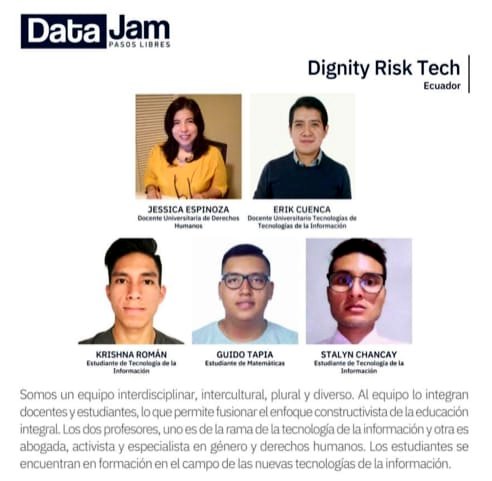 Data Jam
PASOS LIBRES
Dignity Risk Tech
Ecuador
JESSICA ESPINOZA
Docente Universitaria de Derechos
Humanos
ERIK CUENCA
Docente Universitario Tecnologías de
Tecnologías de la Información
KRISHNA ROMÁN
Estudiante de Tecnología de la
Información
GUIDO TAPIA
Estudiante de Matemáticas
STALYN CHANCAY
Estudiante de Tecnología de la
Información
Somos un equipo interdisciplinar, intercultural, plural y diverso. Al equipo lo integran
docentes y estudiantes, lo que permite fusionar el enfoque constructivista de la educación
integral. Los dos profesores, uno es de la rama de la tecnología de la información y otra es
abogada, activista y especialista en género y derechos humanos. Los estudiantes se
encuentran en formación en el campo de las nuevas tecnologías de la información.